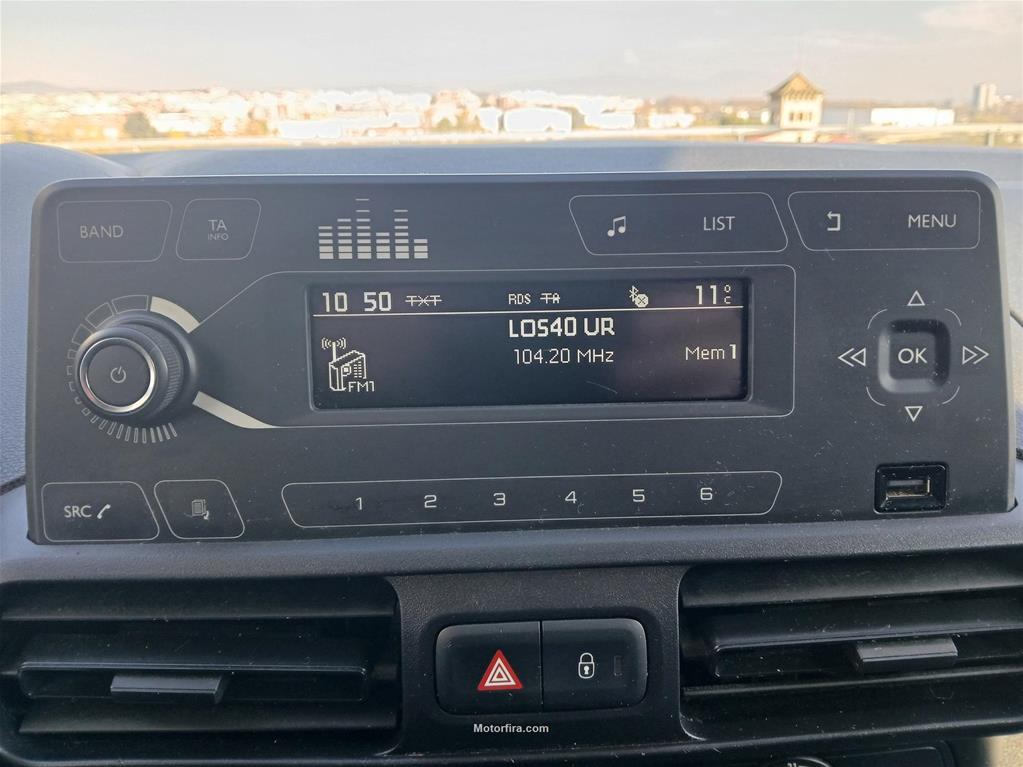 BAND
TA
INFO
LIST
MENU
10 50 TXT RDS TA 11°C
LOS40 UR
104.20 MHz
Mem 1
FM1
OK
SRC
1 2 3 4 5 6
Motorfira.com